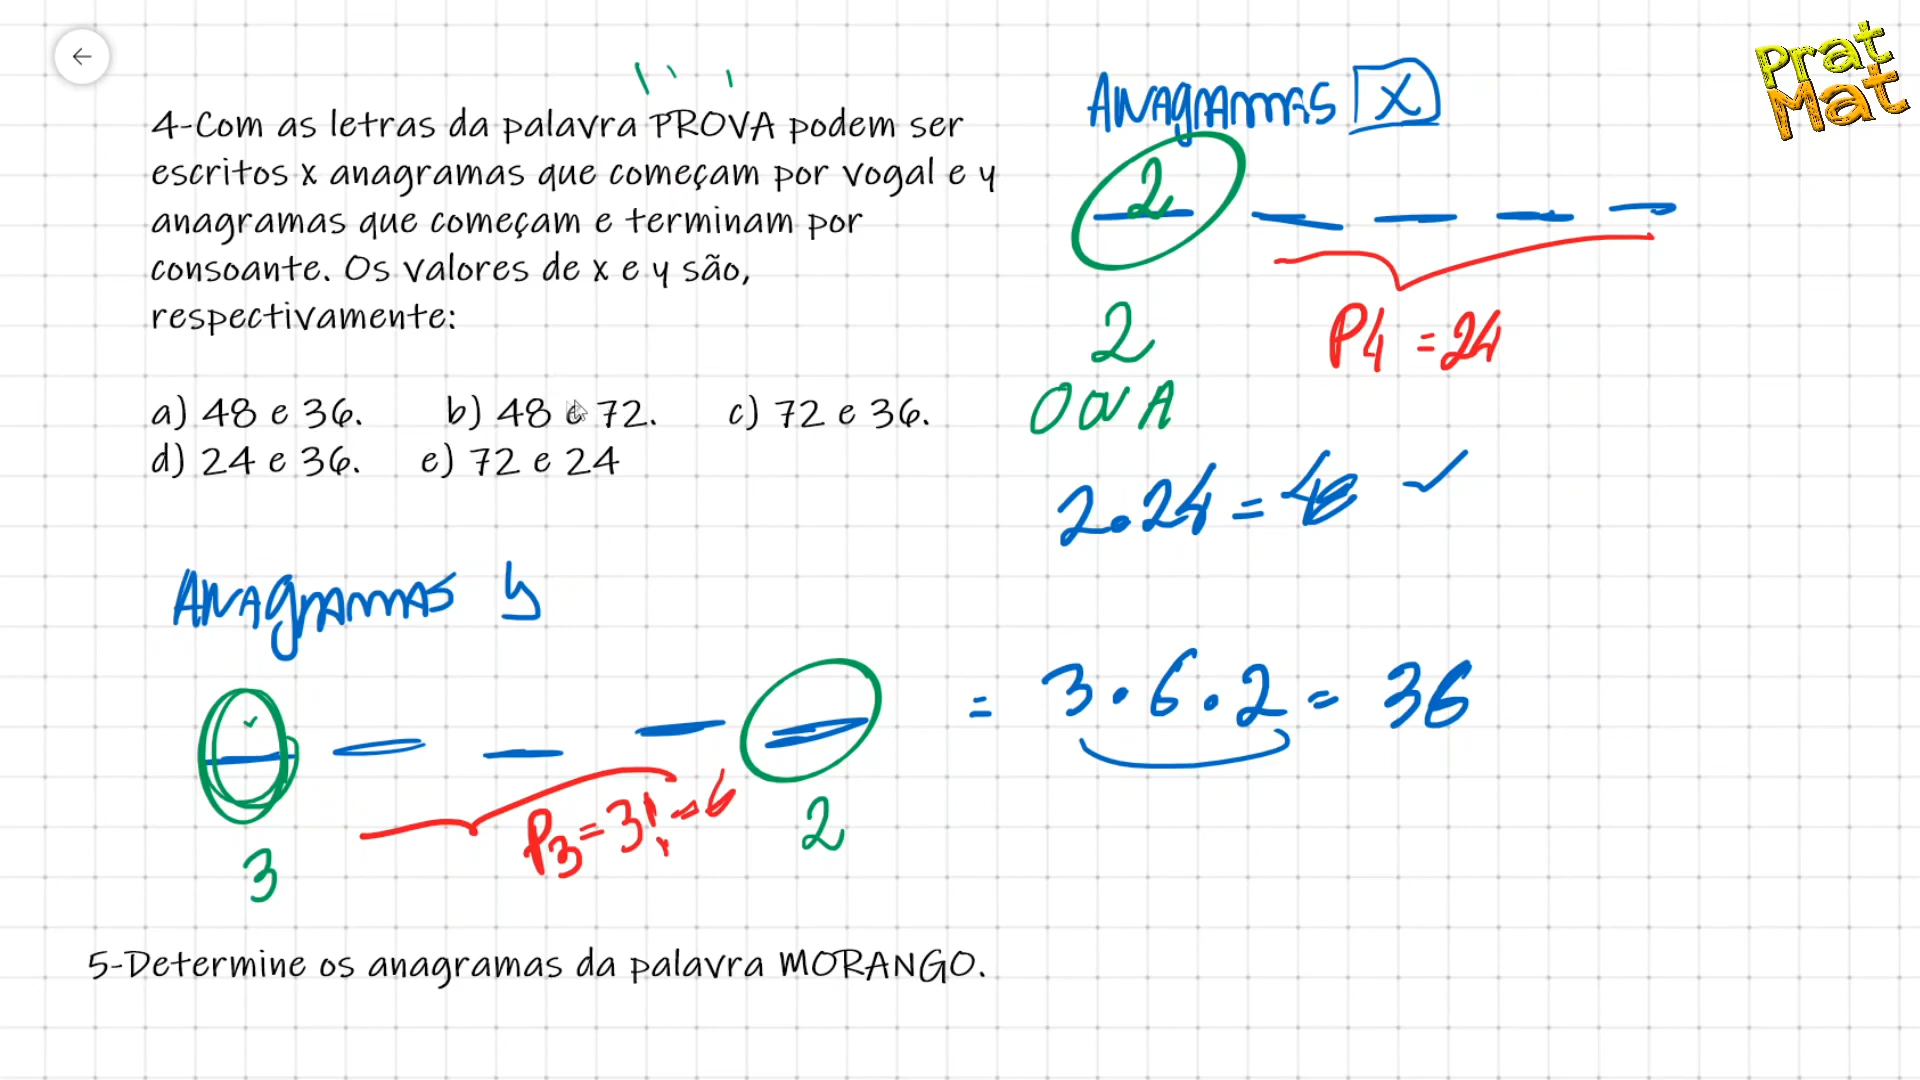 Prat
Mat
4-Com as letras da palavra PROVA podem ser
escritos x anagramas que começam por vogal e y
anagramas que começam e terminam por
consoante. Os valores de x e y são,
respectivamente:
a) 48 e 36. b) 48 e 72. c) 72 e 36.
d) 24 e 36. e) 72 e 24
Anagramas X
2
2
P4 = 24
O ou A
2.24 = 48
Anagramas y
3
P3 = 3! = 6
2
= 3.6.2 = 36
5-Determine os anagramas da palavra MORANGO.